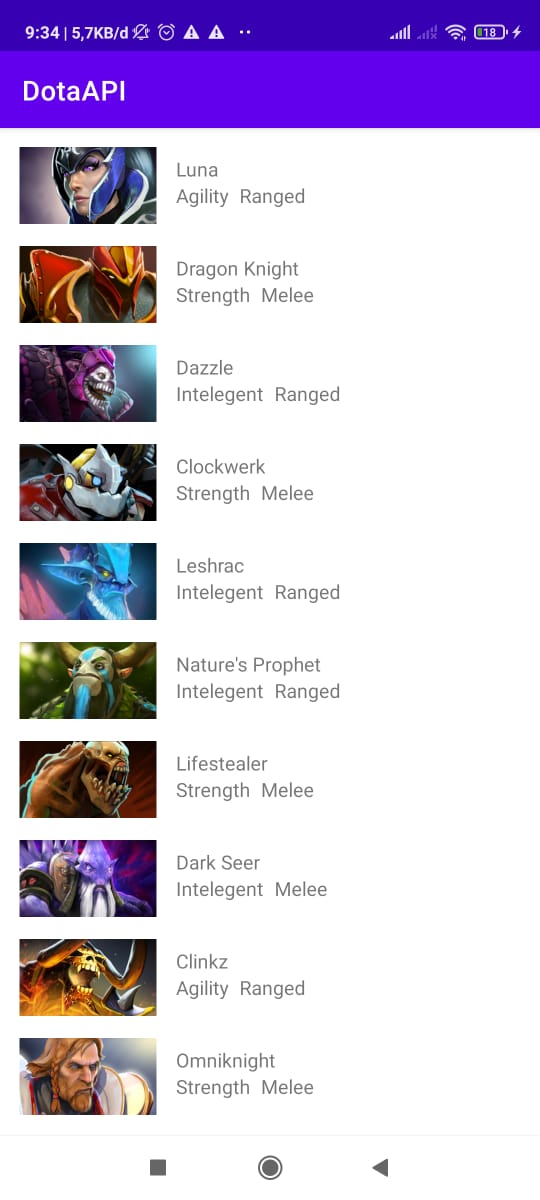 9:34 | 5,7KB/d
18
DotaAPI
Luna
Agility Ranged
Dragon Knight
Strength Melee
Dazzle
Intelegent Ranged
Clockwerk
Strength Melee
Leshrac
Intelegent Ranged
Nature's Prophet
Intelegent Ranged
Lifestealer
Strength Melee
Dark Seer
Intelegent Melee
Clinkz
Agility Ranged
Omniknight
Strength Melee